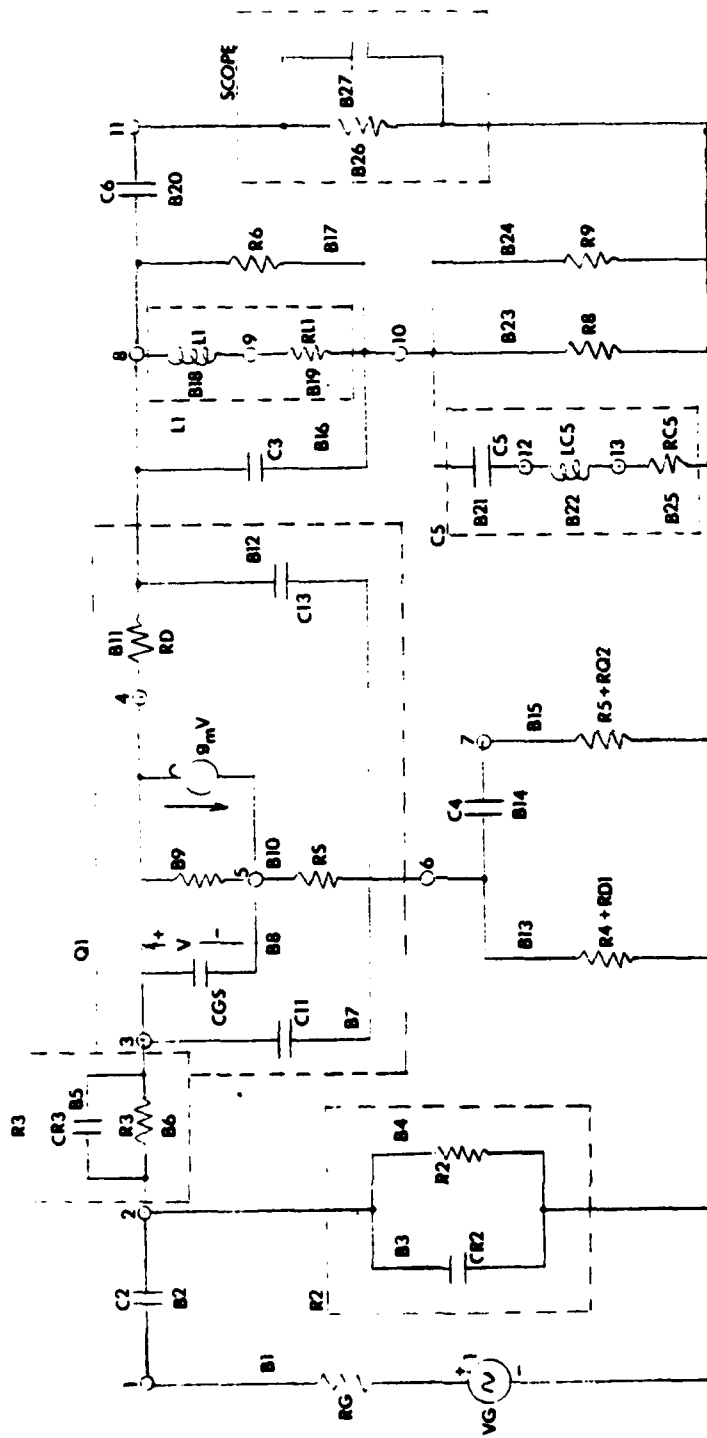 1
C2
B2
B1
RG
+ 1
VG
-
2
R3
CR3
B5
R3
B6
R2
B3
CR2
B4
R2
3
Q1
+
V
-
CGS
B8
C11
B7
B9
5
B10
RS
gmV
4
B11
RD
B12
C13
6
C4
B14
7
B13
R4+RD1
B15
R5+RQ2
8
L1
B18
L1
9
RL1
B19
C3
B16
R6
B17
10
C5
B21
C5
12
LC5
B22
13
RC5
B25
B23
R8
B24
R9
C6
B20
11
SCOPE
B27
B26